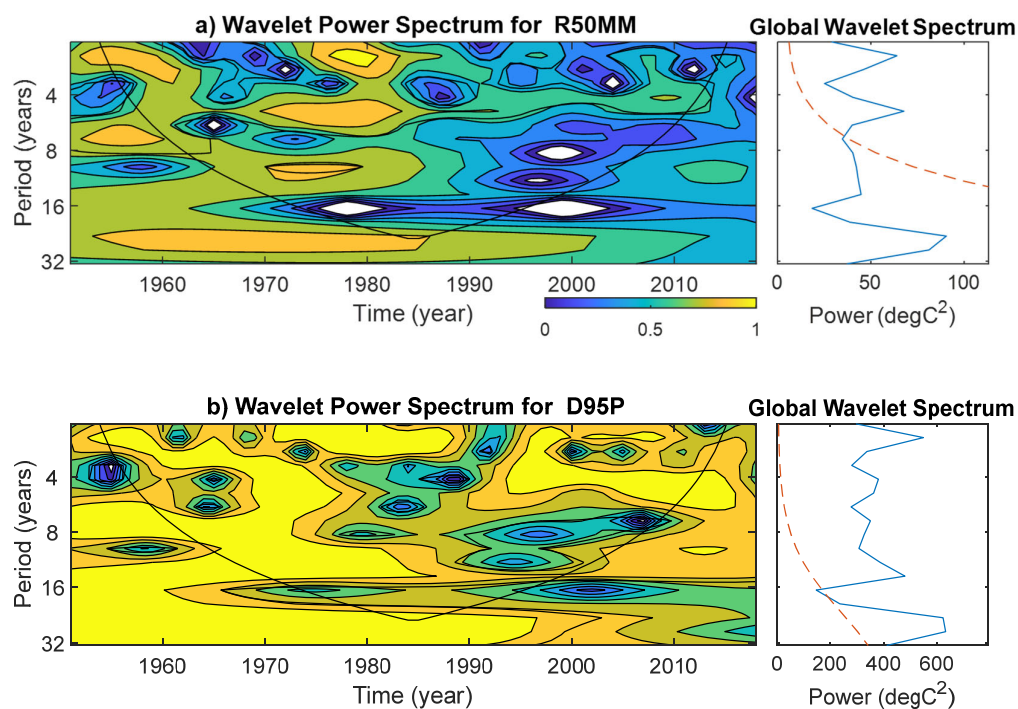 a) Wavelet Power Spectrum for R50MM
Global Wavelet Spectrum
Period (years)
4
8
16
32
1960 1970 1980 1990 2000 2010
Time (year)
0 0.5 1
0 50 100
Power (degC²)
b) Wavelet Power Spectrum for D95P
Global Wavelet Spectrum
Period (years)
4
8
16
32
1960 1970 1980 1990 2000 2010
Time (year)
0 200 400 600
Power (degC²)